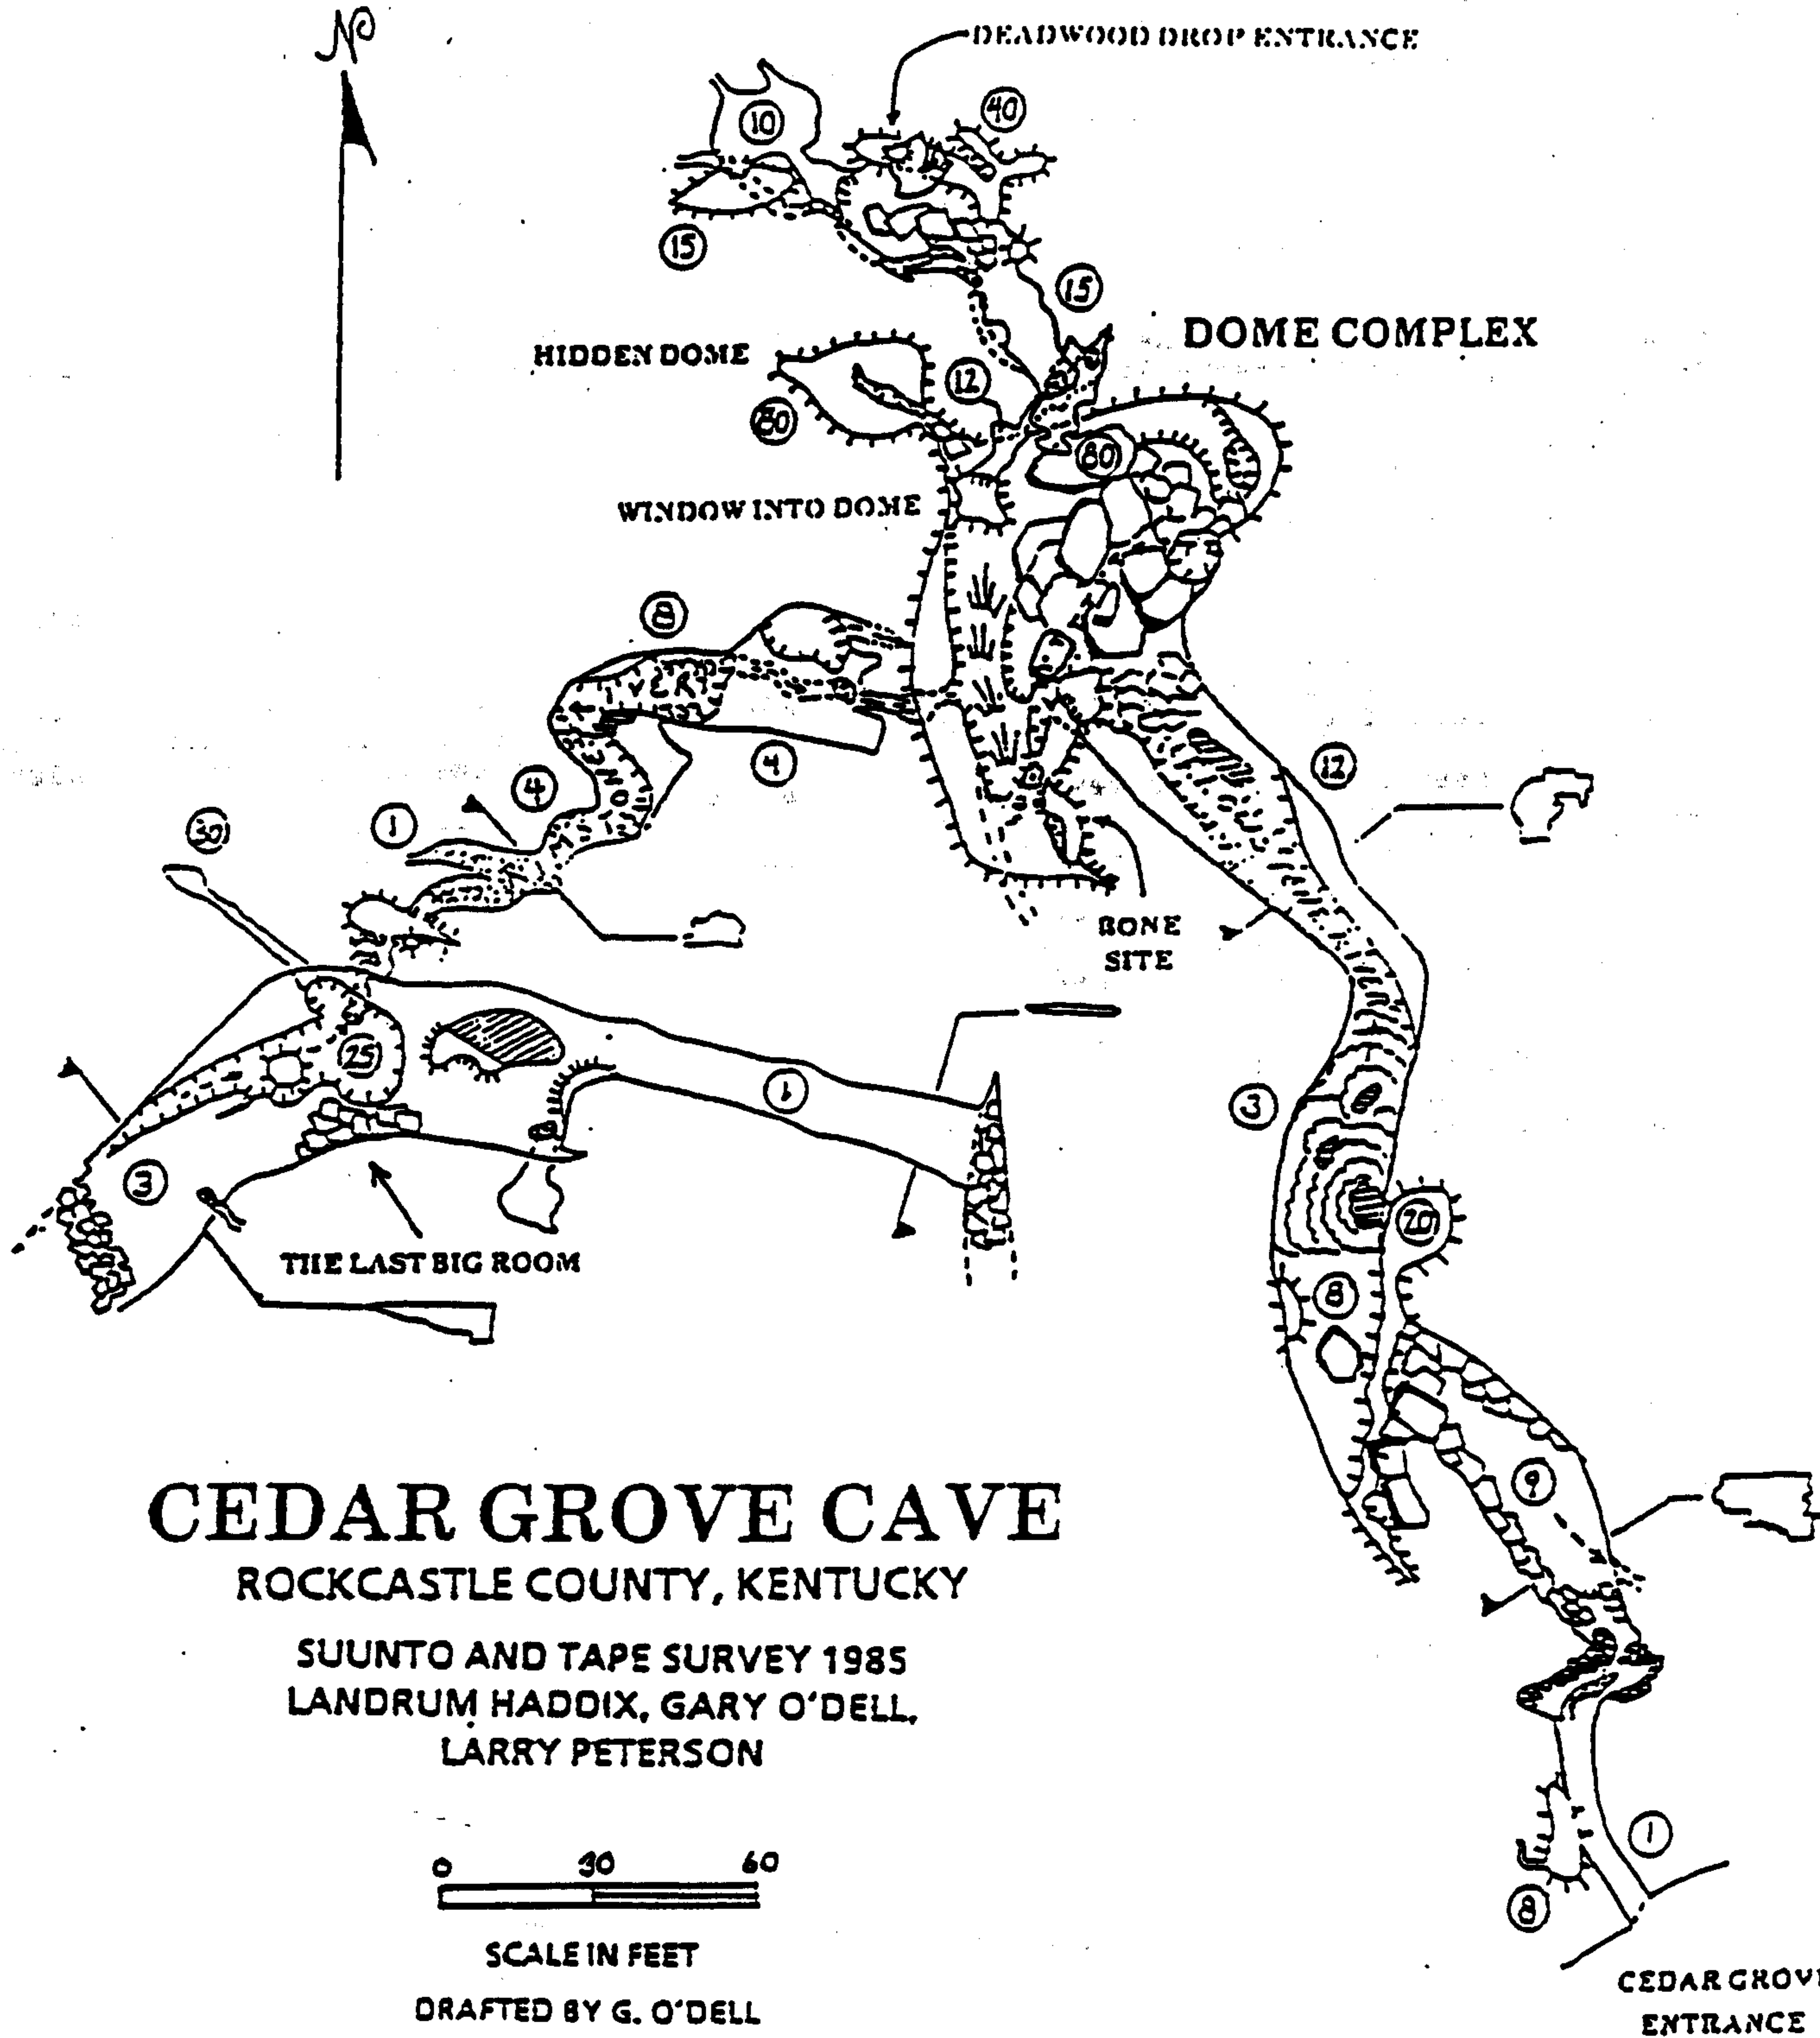 N
DEADWOOD DROP ENTRANCE
10
40
15
15
DOME COMPLEX
HIDDEN DOME
12
80
80
WINDOW INTO DOME
8
VERY
4
4
12
1
30
BONE
SITE
25
1
3
3
20
THE LAST BIG ROOM
8
9
CEDAR GROVE CAVE
ROCKCASTLE COUNTY, KENTUCKY
SUUNTO AND TAPE SURVEY 1985
LANDRUM HADDIX, GARY O'DELL,
LARRY PETERSON
1
0 30 60
8
SCALE IN FEET
CEDAR GROVE
ENTRANCE
DRAFTED BY G. O'DELL